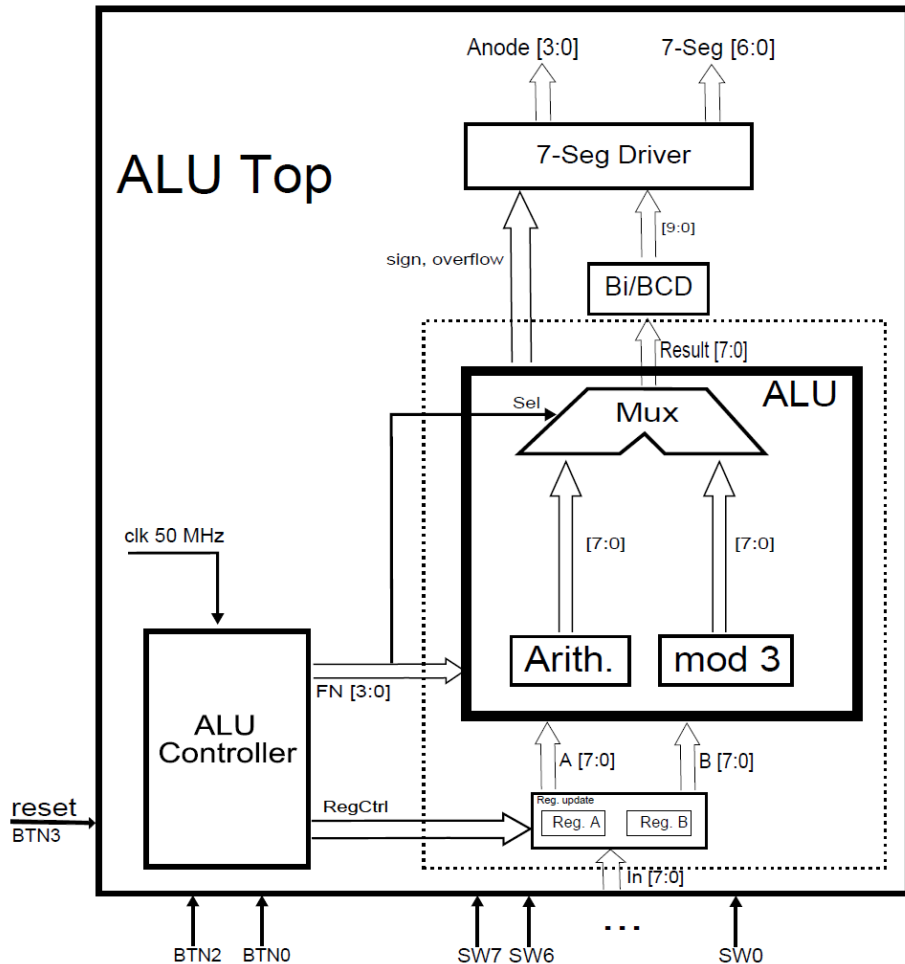 Anode [3:0]
7-Seg [6:0]
7-Seg Driver
ALU Top
[9:0]
sign, overflow
Bi/BCD
Result [7:0]
ALU
Sel
Mux
clk 50 MHz
[7:0]
[7:0]
Arith.
mod 3
FN [3:0]
ALU
Controller
A [7:0]
B [7:0]
RegCtrl
Reg. update
Reg. A
Reg. B
reset
BTN3
In [7:0]
...
BTN2
BTN0
SW7
SW6
SW0